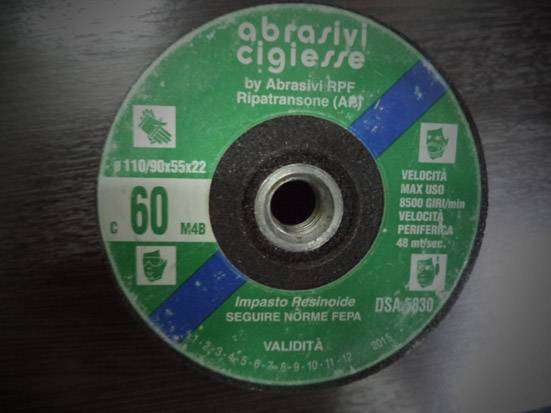 abrasivi
cigiesse
by Abrasivi RPF
Ripatransone (AP)
ø 110/90x55x22
C 60 M4B
VELOCITÀ
MAX USO
8500 GIRI/min
VELOCITÀ
PERIFERICA
48 mt/sec.
Impasto Resinoide
SEGUIRE NORME FEPA
DSA 5830
VALIDITÀ
1 - 2 - 3 - 4 - 5 - 6 - 7 - 8 - 9 - 10 - 11 - 12 2015